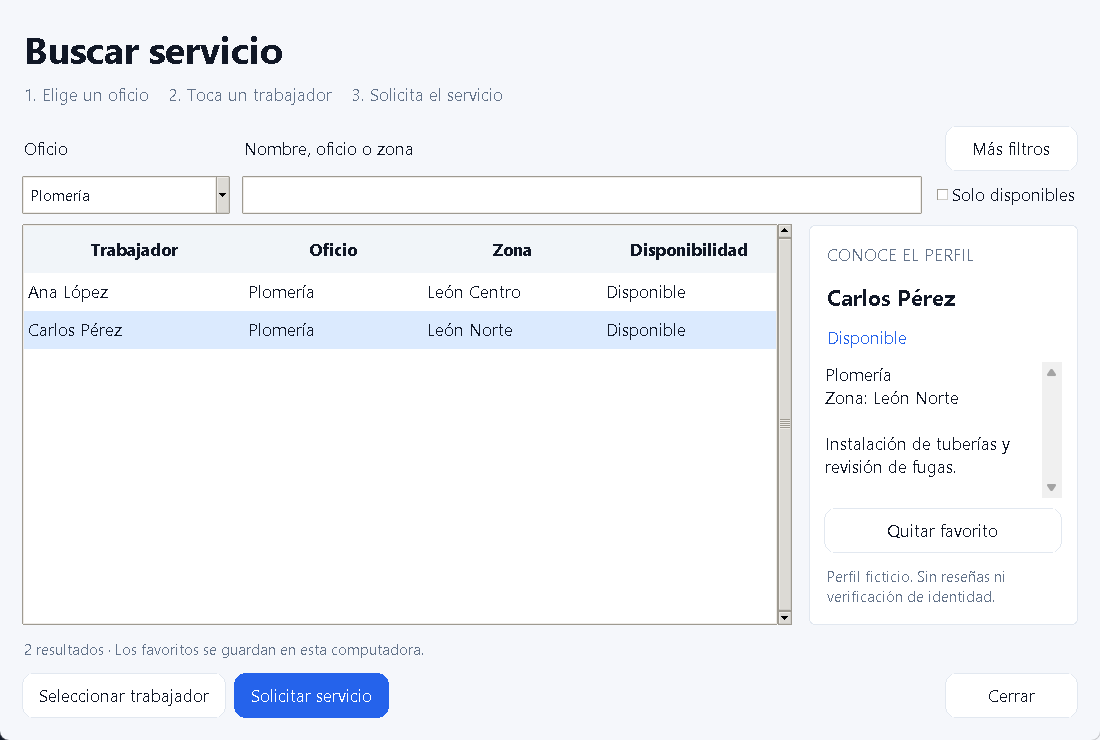 Buscar servicio
1. Elige un oficio 2. Toca un trabajador 3. Solicita el servicio
Oficio Nombre, oficio o zona Más filtros
Plomería Solo disponibles
Trabajador Oficio Zona Disponibilidad
Ana López Plomería León Centro Disponible
Carlos Pérez Plomería León Norte Disponible
CONOCE EL PERFIL
Carlos Pérez
Disponible
Plomería
Zona: León Norte
Instalación de tuberías y
revisión de fugas.
Quitar favorito
Perfil ficticio. Sin reseñas ni
verificación de identidad.
2 resultados · Los favoritos se guardan en esta computadora.
Seleccionar trabajador Solicitar servicio Cerrar